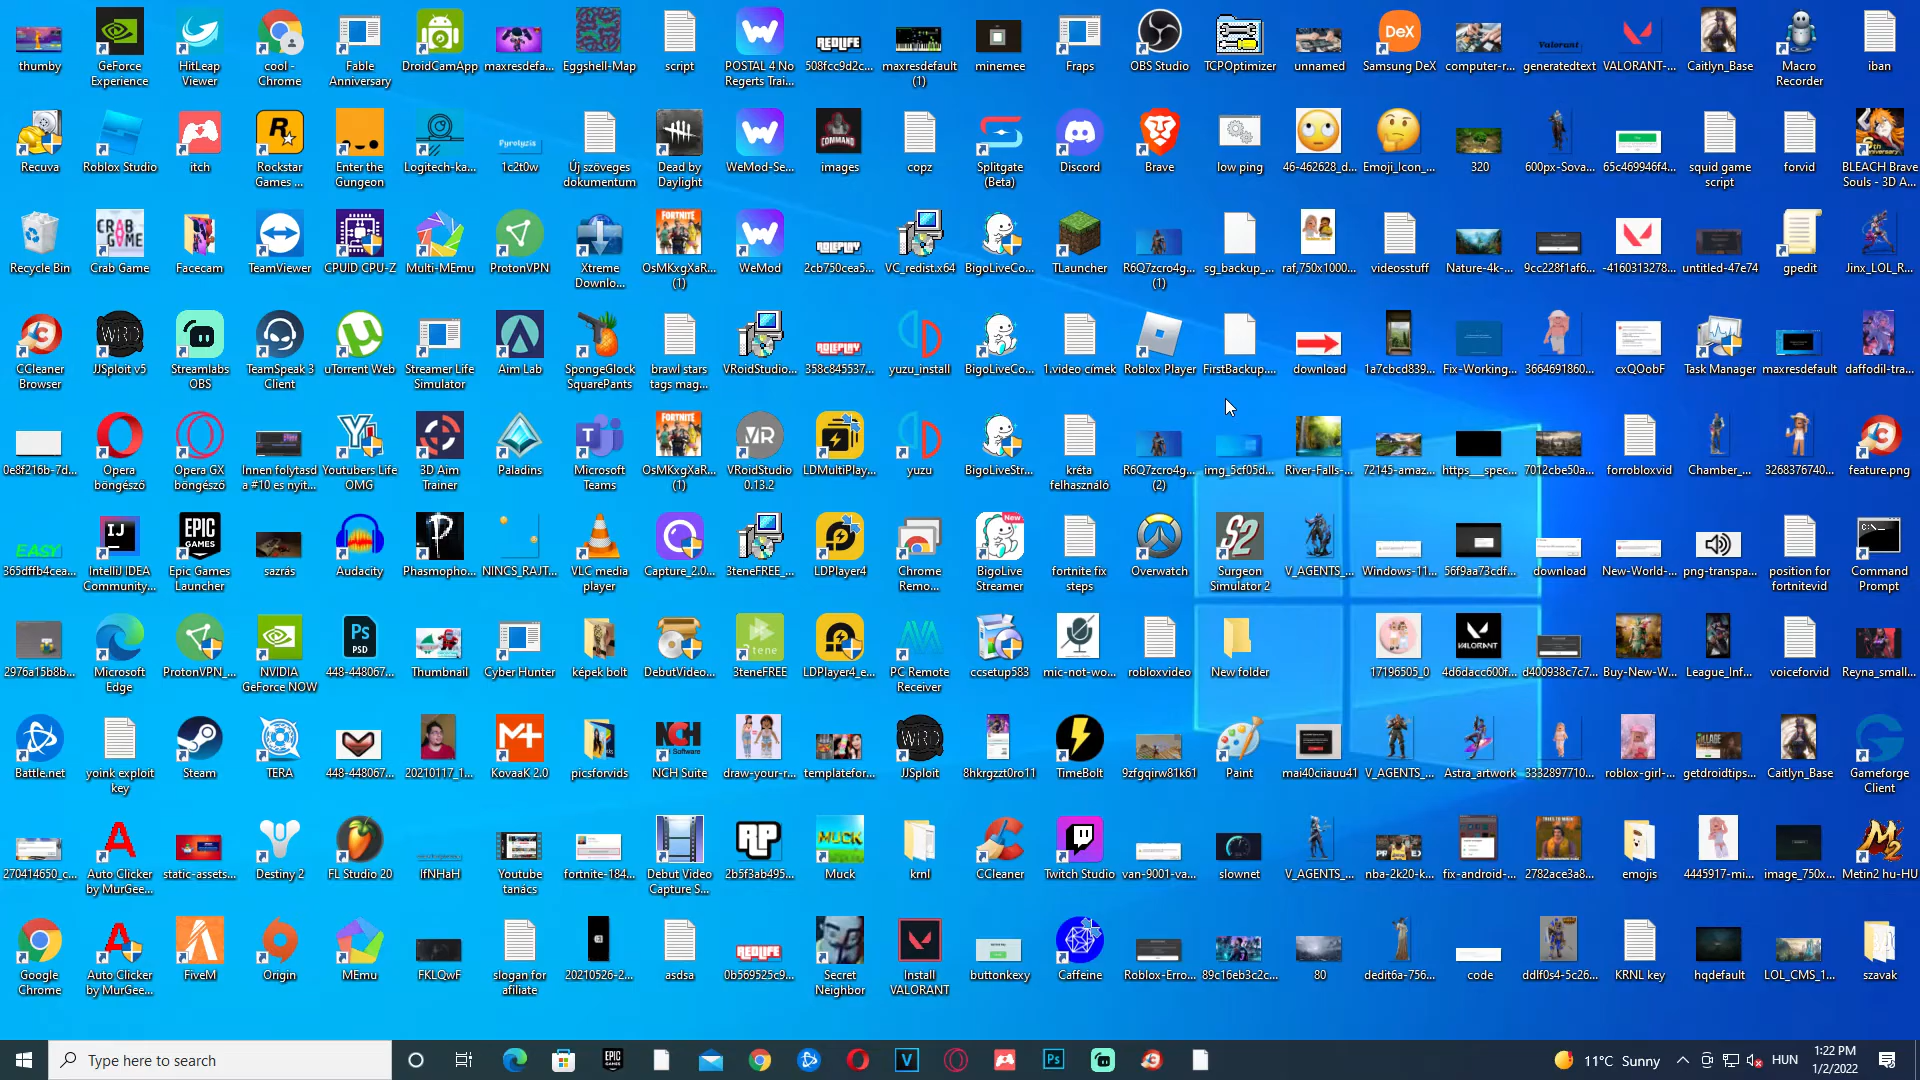 thumby
GeForce
Experience
HitLeap
Viewer
cool -
Chrome
Fable
Anniversary
DroidCamApp
maxresdefa...
Eggshell-Map
script
POSTAL 4 No
Regerts Trai...
508fcc9d2c...
maxresdefault
(1)
minemee
Fraps
OBS Studio
TCPOptimizer
unnamed
Samsung DeX
computer-r...
generatedtext
VALORANT-...
Caitlyn_Base
Macro
Recorder
iban
Recuva
Roblox Studio
itch
Rockstar
Games ...
Enter the
Gungeon
Logitech-ka...
1c2t0w
Új szöveges
dokumentum
Dead by
Daylight
WeMod-Se...
images
copz
Splitgate
(Beta)
Discord
Brave
low ping
46-462628_d...
Emoji_Icon_...
320
600px-Sova...
65c469946f4...
squid game
script
forvid
BLEACH Brave
Souls - 3D A...
Recycle Bin
Crab Game
Facecam
TeamViewer
CPUID CPU-Z
Multi-MEmu
ProtonVPN
Xtreme
Downlo...
OsMKxgXaR...
(1)
WeMod
2cb750cea5...
VC_redist.x64
BigoLiveCo...
TLauncher
R6Q7zcro4g...
(1)
sg_backup_...
raf,750x1000...
videosstuff
Nature-4k-...
9cc228f1af6...
-4160313278...
untitled-47e74
gpedit
Jinx_LOL_R...
CCleaner
Browser
JJSploit v5
Streamlabs
OBS
TeamSpeak 3
Client
uTorrent Web
Streamer Life
Simulator
Aim Lab
SpongeGlock
SquarePants
brawl stars
tags mag...
VRoidStudio...
358c845537...
yuzu_install
BigoLiveCo...
1.video címek
Roblox Player
FirstBackup....
download
1a7cbcd839...
Fix-Working...
3664691860...
cxQOobF
Task Manager
maxresdefault
daffodil-tra...
0e8f216b-7d...
Opera
böngésző
Opera GX
böngésző
Innen folytasd
a #10 es nyit...
Youtubers Life
OMG
3D Aim
Trainer
Paladins
Microsoft
Teams
OsMKxgXaR...
(1)
VRoidStudio
0.13.2
LDMultiPlay...
yuzu
BigoLiveStr...
kréta
felhasználó
R6Q7zcro4g...
(2)
img_5cf05d...
River-Falls-...
72145-amaz...
https___spec...
7012cbe50a...
forrobloxvid
Chamber_...
3268376740...
feature.png
365dffb4cea...
IntelliJ IDEA
Community...
Epic Games
Launcher
sazrás
Audacity
Phasmopho...
NINCS_RAJT...
VLC media
player
Capture_2.0...
3teneFREE_...
LDPlayer4
Chrome
Remo...
BigoLive
Streamer
fortnite fix
steps
Overwatch
Surgeon
Simulator 2
V_AGENTS_...
Windows-11...
56f9aa73cdf...
download
New-World-...
png-transpa...
position for
fortnitevid
Command
Prompt
2976a15b8b...
Microsoft
Edge
ProtonVPN_...
NVIDIA
GeForce NOW
448-448067...
Thumbnail
Cyber Hunter
képek bolt
DebutVideo...
3teneFREE
LDPlayer4_e...
PC Remote
Receiver
ccsetup583
mic-not-wo...
robloxvideo
New folder
17196505_0
4d6dacc600f...
d400938c7c7...
Buy-New-W...
League_Inf...
voiceforvid
Reyna_small...
Battle.net
yoink exploit
key
Steam
TERA
448-448067...
20210117_1...
KovaaK 2.0
picsforvids
NCH Suite
draw-your-r...
templatefor...
JJSploit
8hkrgzzt0ro11
TimeBolt
9zfgqirw81k61
Paint
mai40ciiauu41
V_AGENTS_...
Astra_artwork
3332897710...
roblox-girl-...
getdroidtips...
Caitlyn_Base
Gameforge
Client
270414650_c...
Auto Clicker
by MurGee...
static-assets...
Destiny 2
FL Studio 20
lfNHaH
Youtube
tanács
fortnite-184...
Debut Video
Capture S...
2b5f3ab495...
Muck
krnl
CCleaner
Twitch Studio
van-9001-va...
slownet
V_AGENTS_...
nba-2k20-k...
fix-android-...
2782ace3a8...
emojis
4445917-mi...
image_750x...
Metin2 hu-HU
Google
Chrome
Auto Clicker
by MurGee...
FiveM
Origin
MEmu
FKLQwF
slogan for
afiliate
20210526-2...
asdsa
0b569525c9...
Secret
Neighbor
Install
VALORANT
buttonkexy
Caffeine
Roblox-Erro...
89c16eb3c2c...
80
dedit6a-756...
code
ddlf0s4-5c26...
KRNL key
hqdefault
LOL_CMS_1...
szavak
Type here to search
11°C Sunny
HUN
1:22 PM
1/2/2022